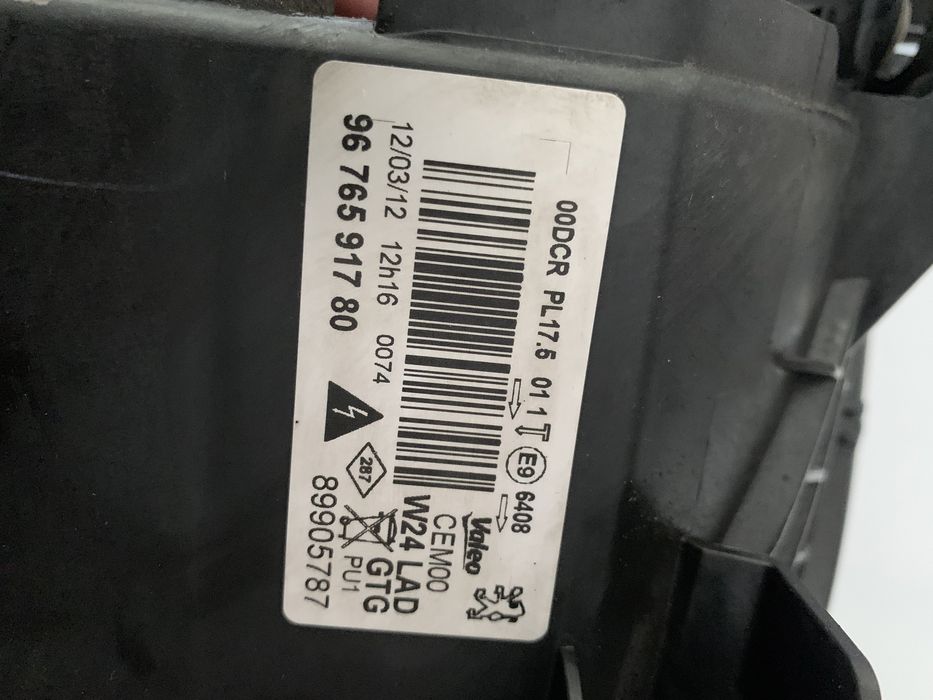 00DCR PL17.5 01 1 E9 6408
Valeo
CEM00
W24 LAD
GTG
PU1
12/03/12 12h16 0074
287
96 765 917 80
89905787